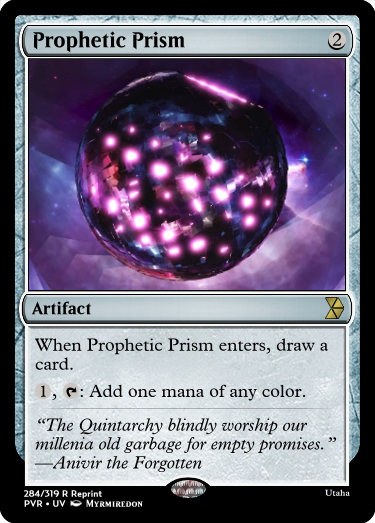 Prophetic Prism 2
Artifact
When Prophetic Prism enters, draw a
card.
1, : Add one mana of any color.
"The Quintarchy blindly worship our
millenia old garbage for empty promises."
—Anivir the Forgotten
284/319 R Reprint
PVR • UV Myrmiredon
Utaha